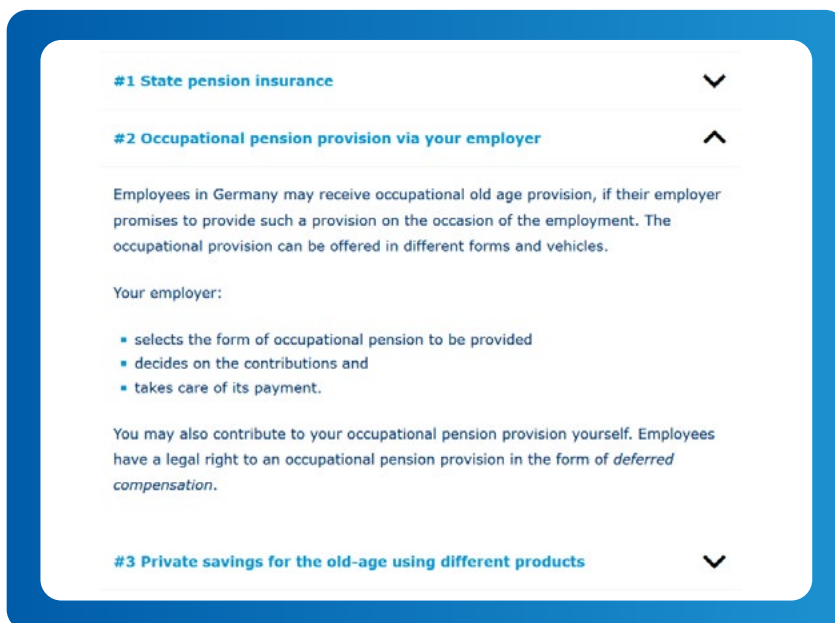 #1 State pension insurance
#2 Occupational pension provision via your employer
Employees in Germany may receive occupational old age provision, if their employer
promises to provide such a provision on the occasion of the employment. The
occupational provision can be offered in different forms and vehicles.
Your employer:
▪ selects the form of occupational pension to be provided
▪ decides on the contributions and
▪ takes care of its payment.
You may also contribute to your occupational pension provision yourself. Employees
have a legal right to an occupational pension provision in the form of deferred
compensation.
#3 Private savings for the old-age using different products